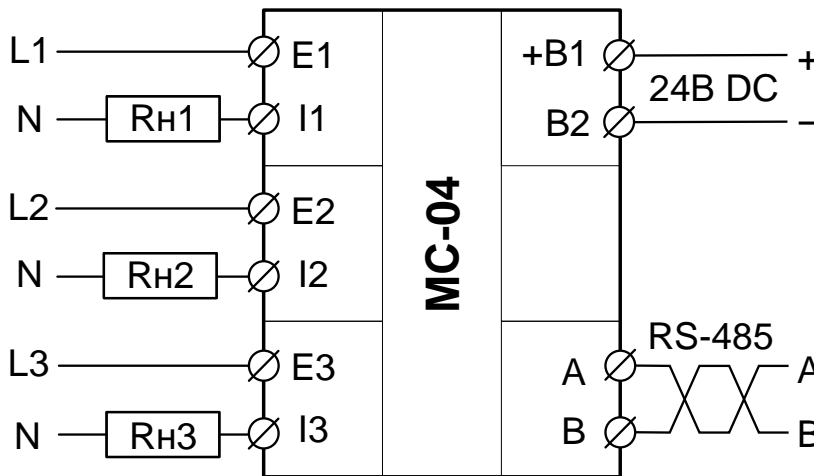 L1
E1
N
Rн1
I1
L2
E2
N
Rн2
I2
L3
E3
N
Rн3
I3
МС-04
+B1
+
24В DC
B2
–
RS-485
A
A
B
B